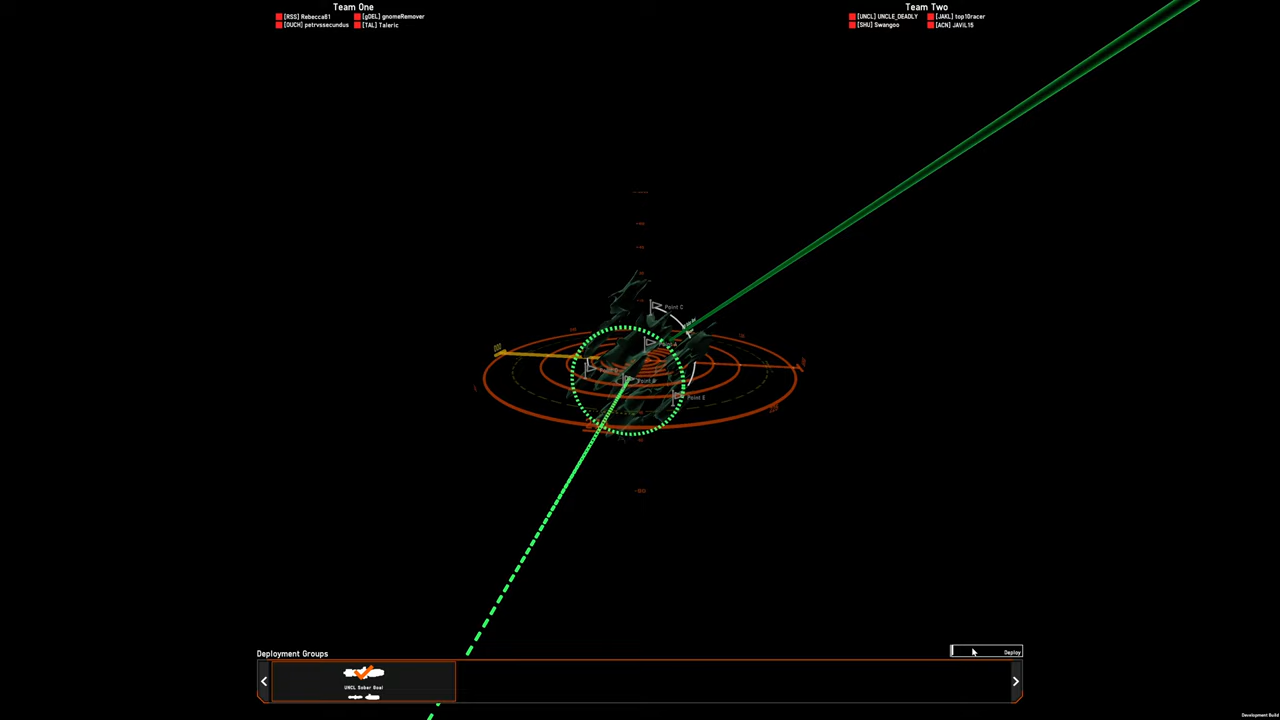 Team One
[RSS] Rebecca81 [gDEL] gnomeRemover
[OUCH] petrvssecundus [TAL] Taleric
Team Two
[UNCL] UNCLE_DEADLY [JAKL] top10racer
[SHU] Swangoo [ACN] JAVIL15
Point C
Point E
Deployment Groups
Deploy
UNCL Sober Goal
Development Build